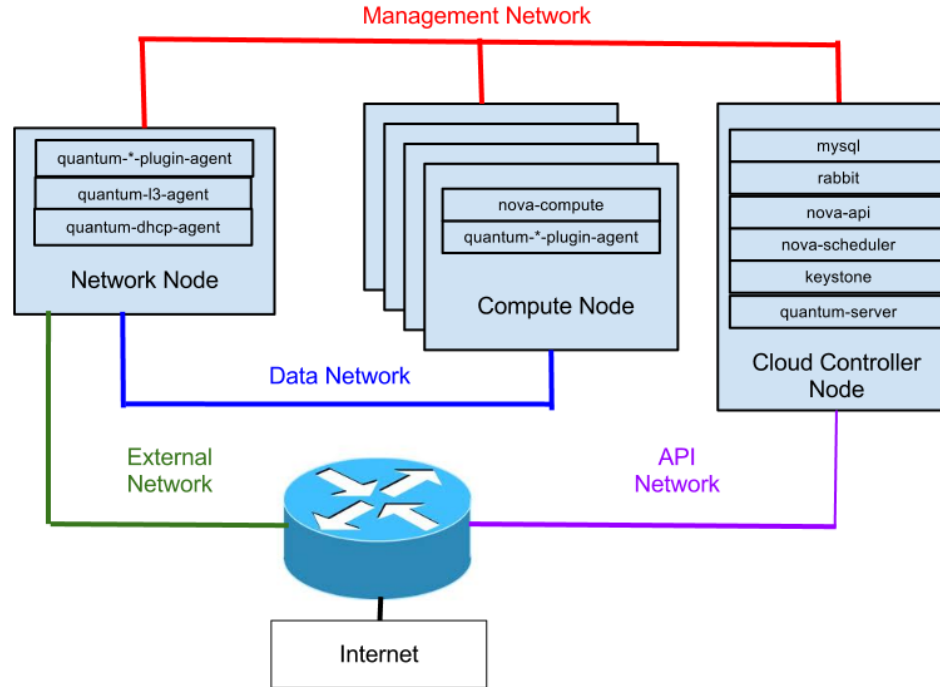 Management Network
quantum-*-plugin-agent
quantum-l3-agent
quantum-dhcp-agent
Network Node
nova-compute
quantum-*-plugin-agent
Compute Node
mysql
rabbit
nova-api
nova-scheduler
keystone
quantum-server
Cloud Controller
Node
Data Network
External
Network
API
Network
Internet